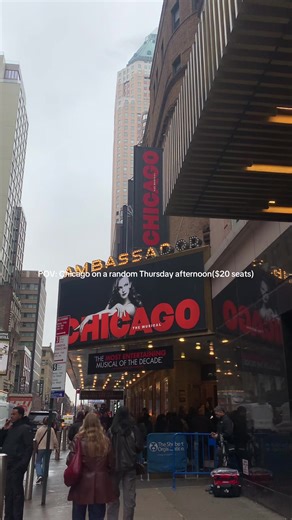 CHICAGO
AMBASSADOR
POV: Chicago on a random Thursday afternoon($20 seats)
CHICAGO
THE MUSICAL
THE MOST ENTERTAINING
MUSICAL OF THE DECADE.